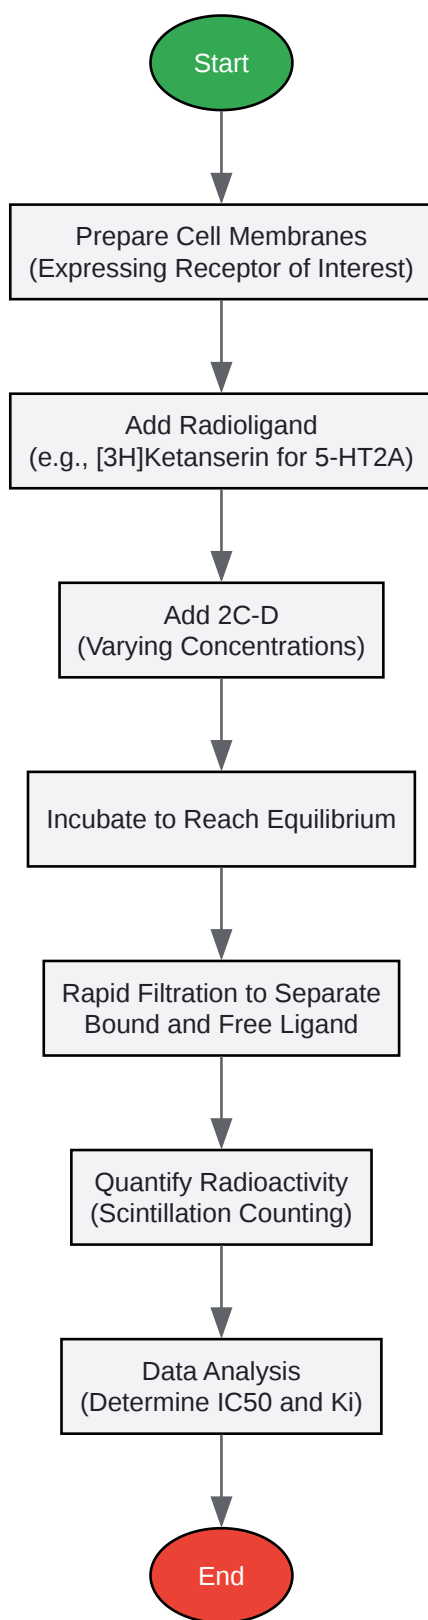 Start
Prepare Cell Membranes
(Expressing Receptor of Interest)
Add Radioligand
(e.g., [3H]Ketanserin for 5-HT2A)
Add 2C-D
(Varying Concentrations)
Incubate to Reach Equilibrium
Rapid Filtration to Separate
Bound and Free Ligand
Quantify Radioactivity
(Scintillation Counting)
Data Analysis
(Determine IC50 and Ki)
End